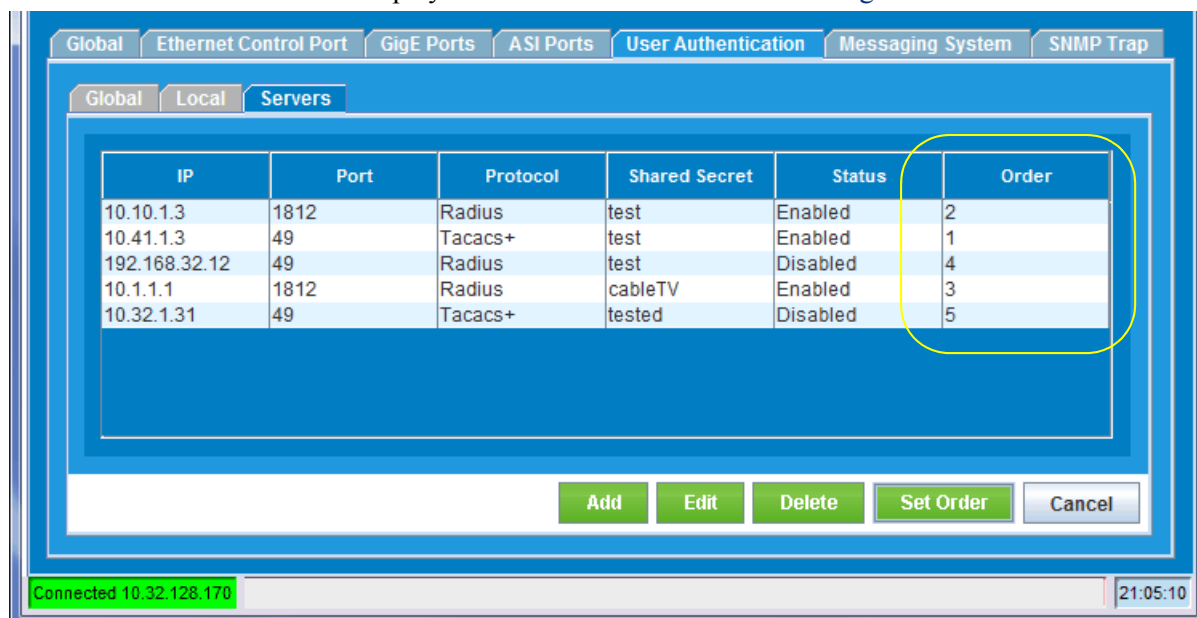 Global Ethernet Control Port GigE Ports ASI Ports User Authentication Messaging System SNMP Trap
Global Local Servers
IP Port Protocol Shared Secret Status Order
10.10.1.3 1812 Radius test Enabled 2
10.41.1.3 49 Tacacs+ test Enabled 1
192.168.32.12 49 Radius test Disabled 4
10.1.1.1 1812 Radius cableTV Enabled 3
10.32.1.31 49 Tacacs+ tested Disabled 5
Add Edit Delete Set Order Cancel
Connected 10.32.128.170 21:05:10